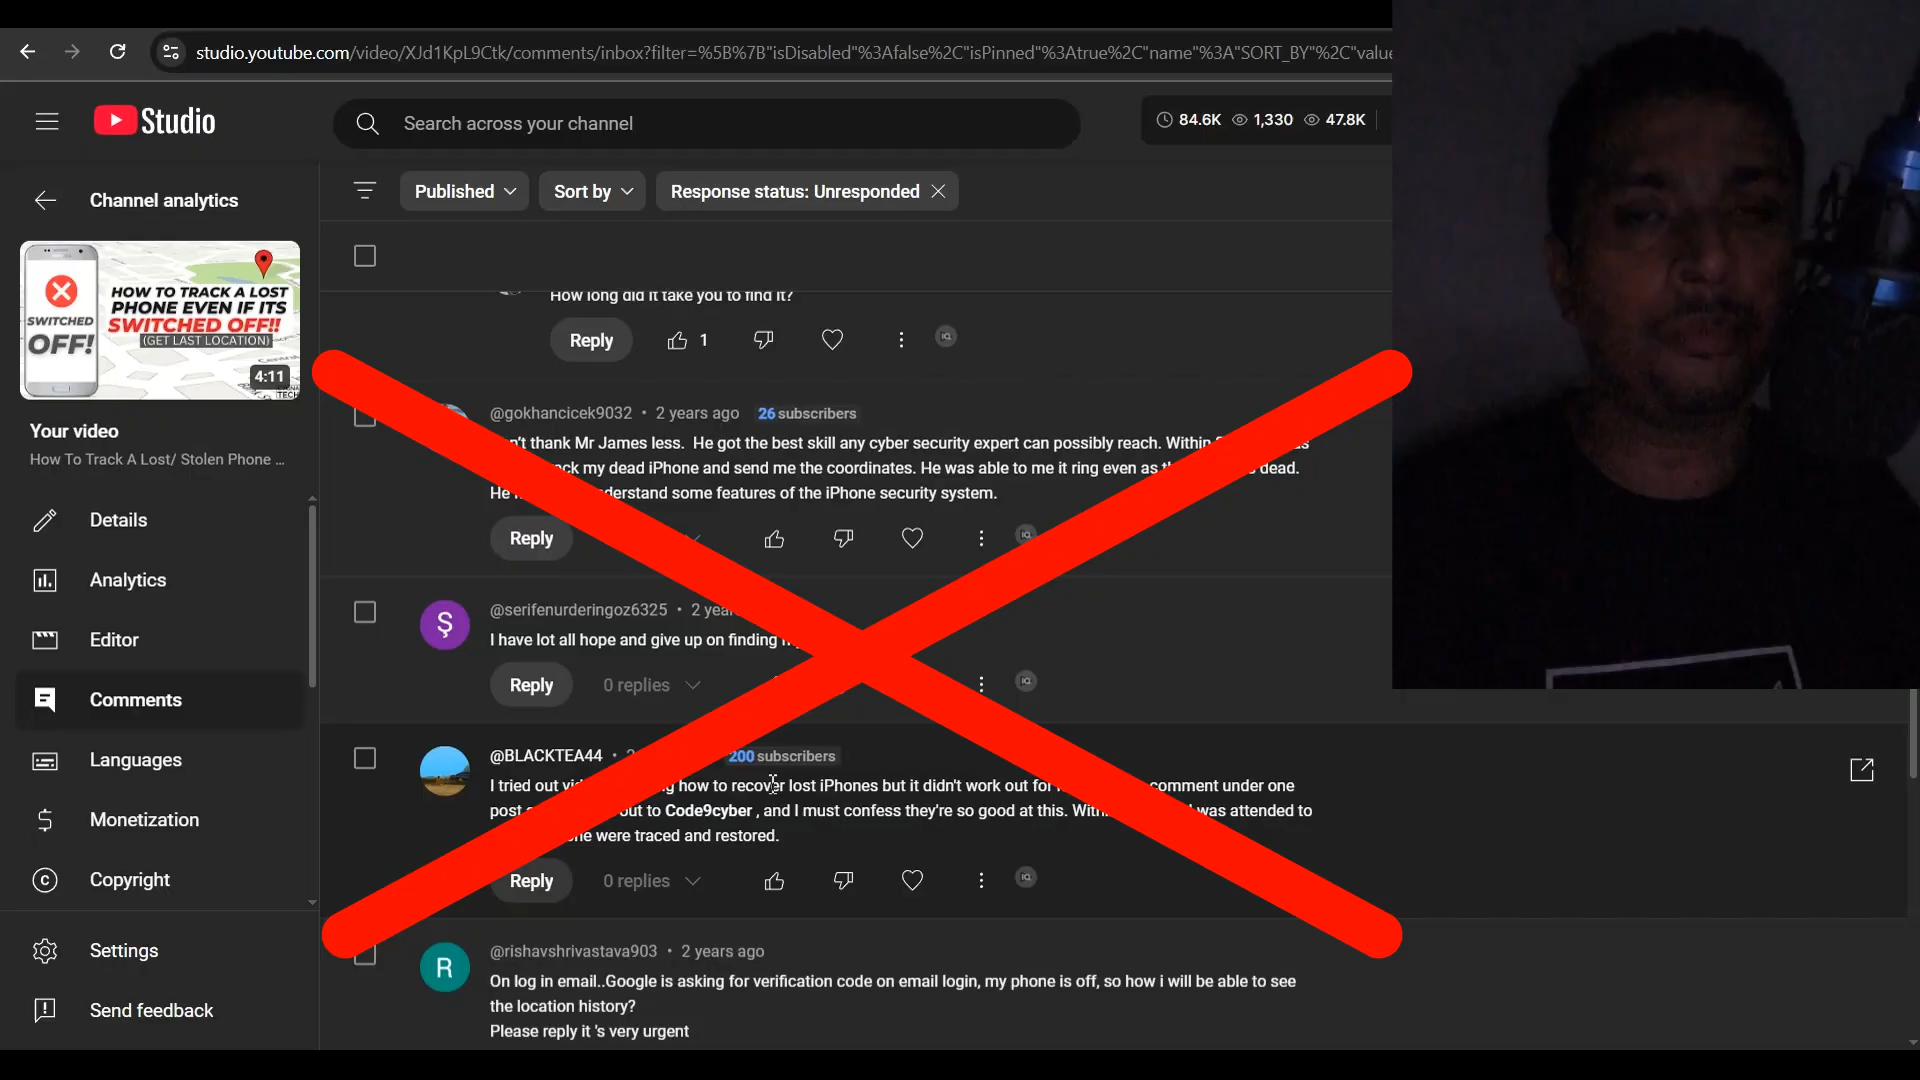 studio.youtube.com/video/XJd1KpL9Ctk/comments/inbox?filter=%5B%7B"isDisabled"%3Afalse%2C"isPinned"%3Atrue%2C"name"%3A"SORT_BY"%2C"value
Studio
Search across your channel
84.6K 1,330 47.8K
Channel analytics
Published Sort by Response status: Unresponded
SWITCHED
OFF!
HOW TO TRACK A LOST
PHONE EVEN IF ITS
SWITCHED OFF!!
(GET LAST LOCATION)
4:11
TECH
Your video
How To Track A Lost/ Stolen Phone ...
Details
Analytics
Editor
Comments
Languages
Monetization
Copyright
Settings
Send feedback
How long did it take you to find it?
Reply 1
@gokhancicek9032 • 2 years ago 26 subscribers
thank Mr James less. He got the best skill any cyber security expert can possibly reach. Within
my dead iPhone and send me the coordinates. He was able to me it ring even as dead.
He some features of the iPhone security system.
Reply
@serifenurderingoz6325 • 2
I have lot all hope and give up on finding
Reply 0 replies
@BLACKTEA44 • 200 subscribers
I tried out how to recover lost iPhones but it didn't work out for comment under one
post out to Code9cyber , and I must confess they're so good at this. was attended to
were traced and restored.
Reply 0 replies
@rishavshrivastava903 • 2 years ago
On log in email..Google is asking for verification code on email login, my phone is off, so how i will be able to see
the location history?
Please reply it 's very urgent
Ş
R